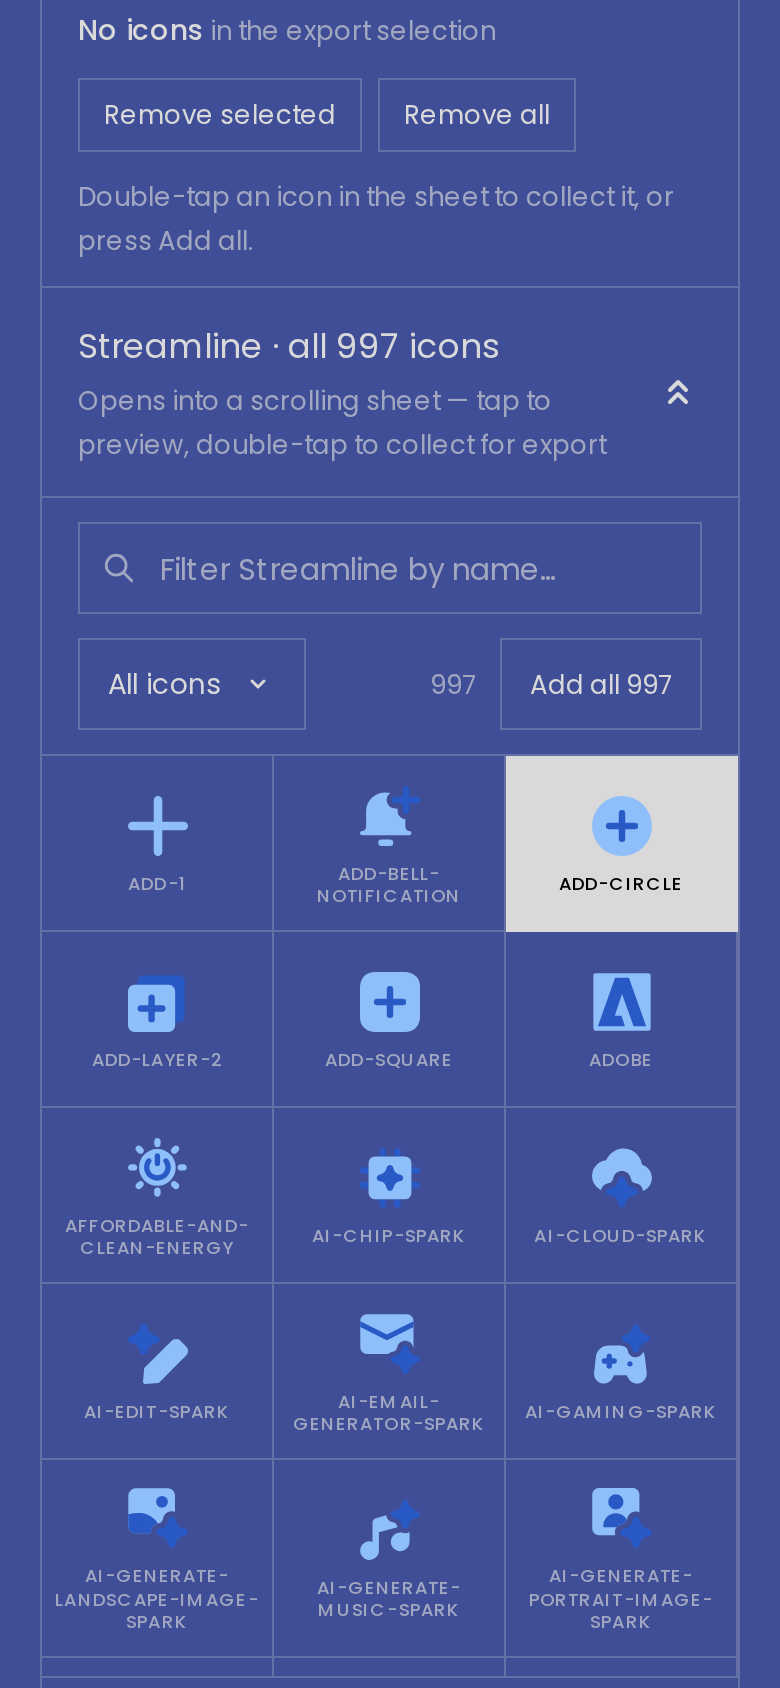 No icons in the export selection
Remove selected
Remove all
Double-tap an icon in the sheet to collect it, or
press Add all.
Streamline · all 997 icons
Opens into a scrolling sheet — tap to
preview, double-tap to collect for export
Filter Streamline by name...
All icons
997
Add all 997
ADD-1
ADD-BELL-
NOTIFICATION
ADD-CIRCLE
ADD-LAYER-2
ADD-SQUARE
ADOBE
AFFORDABLE-AND-
CLEAN-ENERGY
AI-CHIP-SPARK
AI-CLOUD-SPARK
AI-EDIT-SPARK
AI-EMAIL-
GENERATOR-SPARK
AI-GAMING-SPARK
AI-GENERATE-
LANDSCAPE-IMAGE-
SPARK
AI-GENERATE-
MUSIC-SPARK
AI-GENERATE-
PORTRAIT-IMAGE-
SPARK